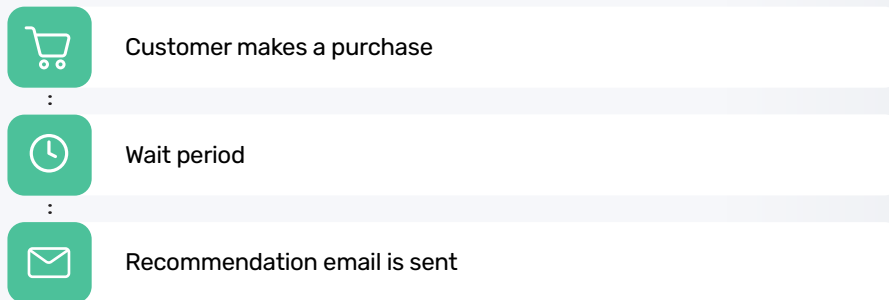 Customer makes a purchase
Wait period
Recommendation email is sent